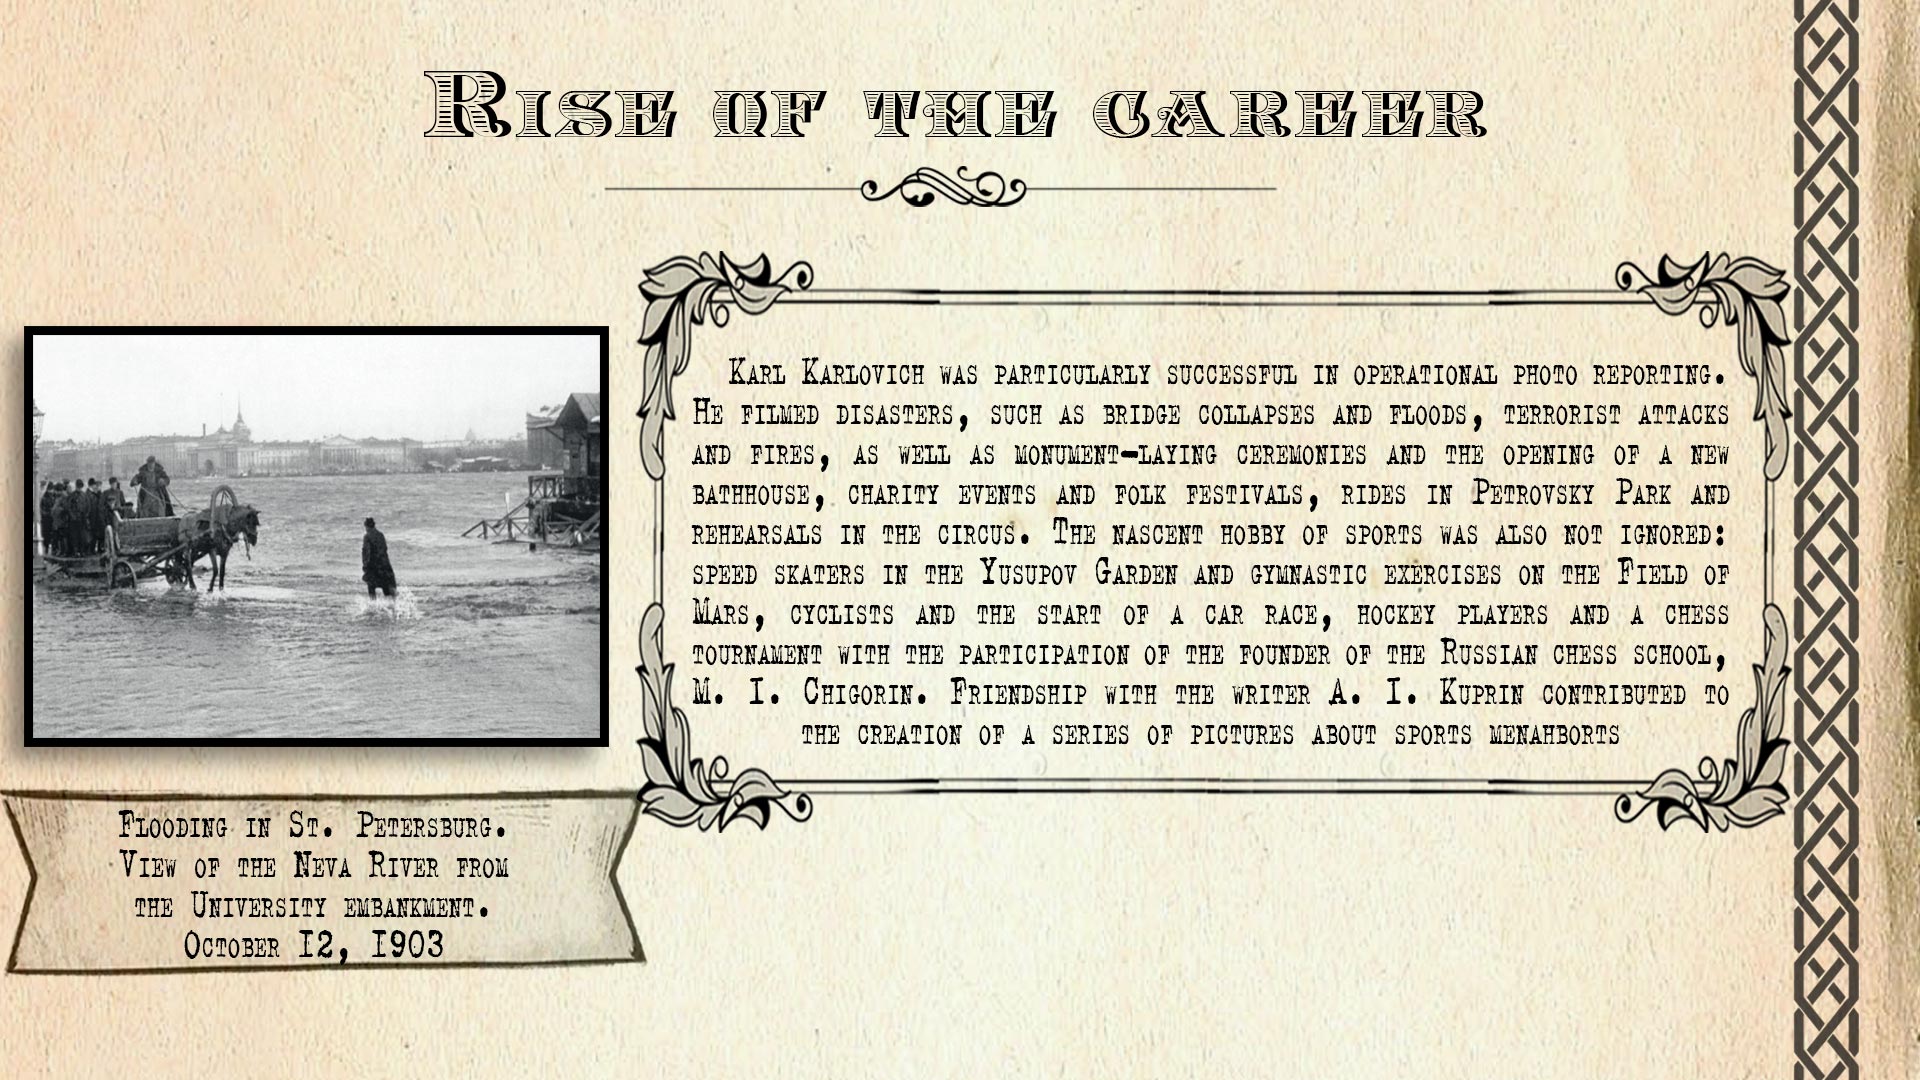 Rise of the career
Karl Karlovich was particularly successful in operational photo reporting.
He filmed disasters, such as bridge collapses and floods, terrorist attacks
and fires, as well as monument-laying ceremonies and the opening of a new
bathhouse, charity events and folk festivals, rides in Petrovsky Park and
rehearsals in the circus. The nascent hobby of sports was also not ignored:
speed skaters in the Yusupov Garden and gymnastic exercises on the Field of
Mars, cyclists and the start of a car race, hockey players and a chess
tournament with the participation of the founder of the Russian chess school,
M. I. Chigorin. Friendship with the writer A. I. Kuprin contributed to
the creation of a series of pictures about sports menahborts
Flooding in St. Petersburg.
View of the Neva River from
the University embankment.
October 12, 1903